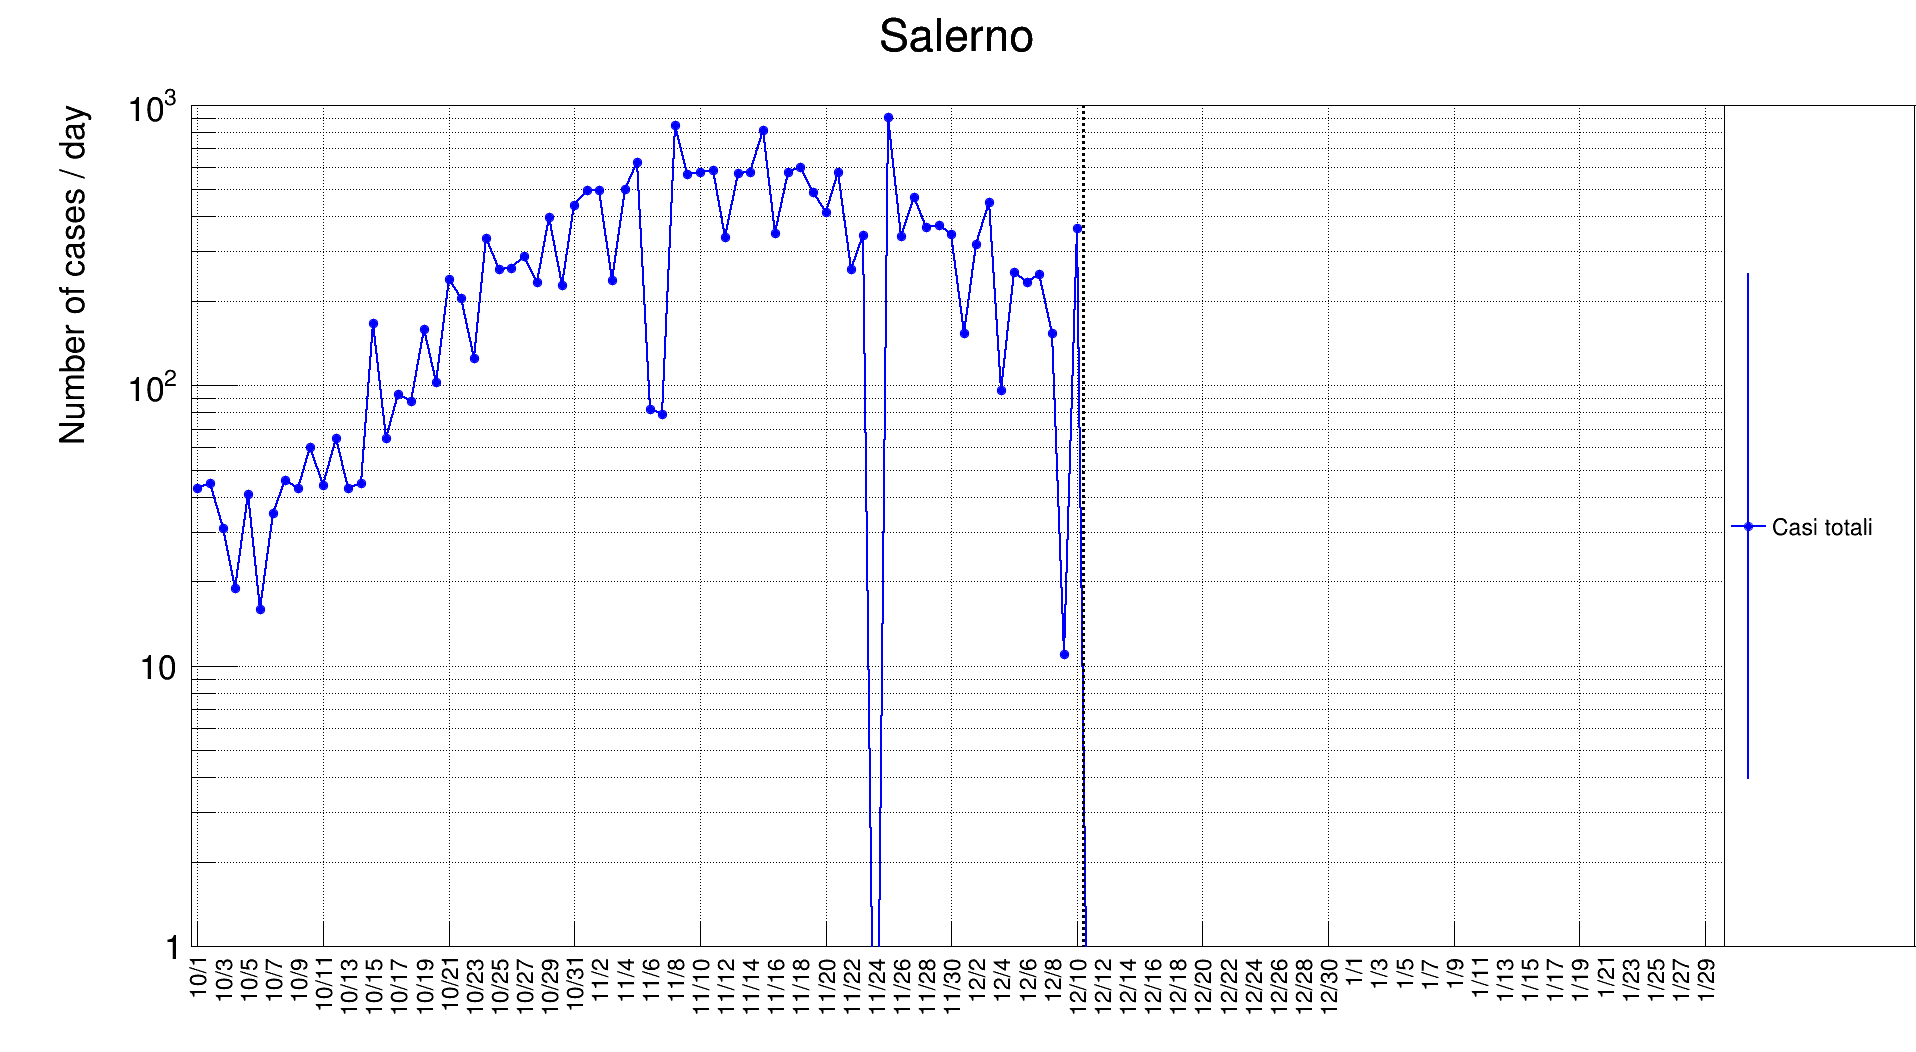 Salerno
Number of cases / day
10³
10²
10
1
10/1 10/3 10/5 10/7 10/9 10/11 10/13 10/15 10/17 10/19 10/21 10/23 10/25 10/27 10/29 10/31 11/2 11/4 11/6 11/8 11/10 11/12 11/14 11/16 11/18 11/20 11/22 11/24 11/26 11/28 11/30 12/2 12/4 12/6 12/8 12/10 12/12 12/14 12/16 12/18 12/20 12/22 12/24 12/26 12/28 12/30 1/1 1/3 1/5 1/7 1/9 1/11 1/13 1/15 1/17 1/19 1/21 1/23 1/25 1/27 1/29
Casi totali